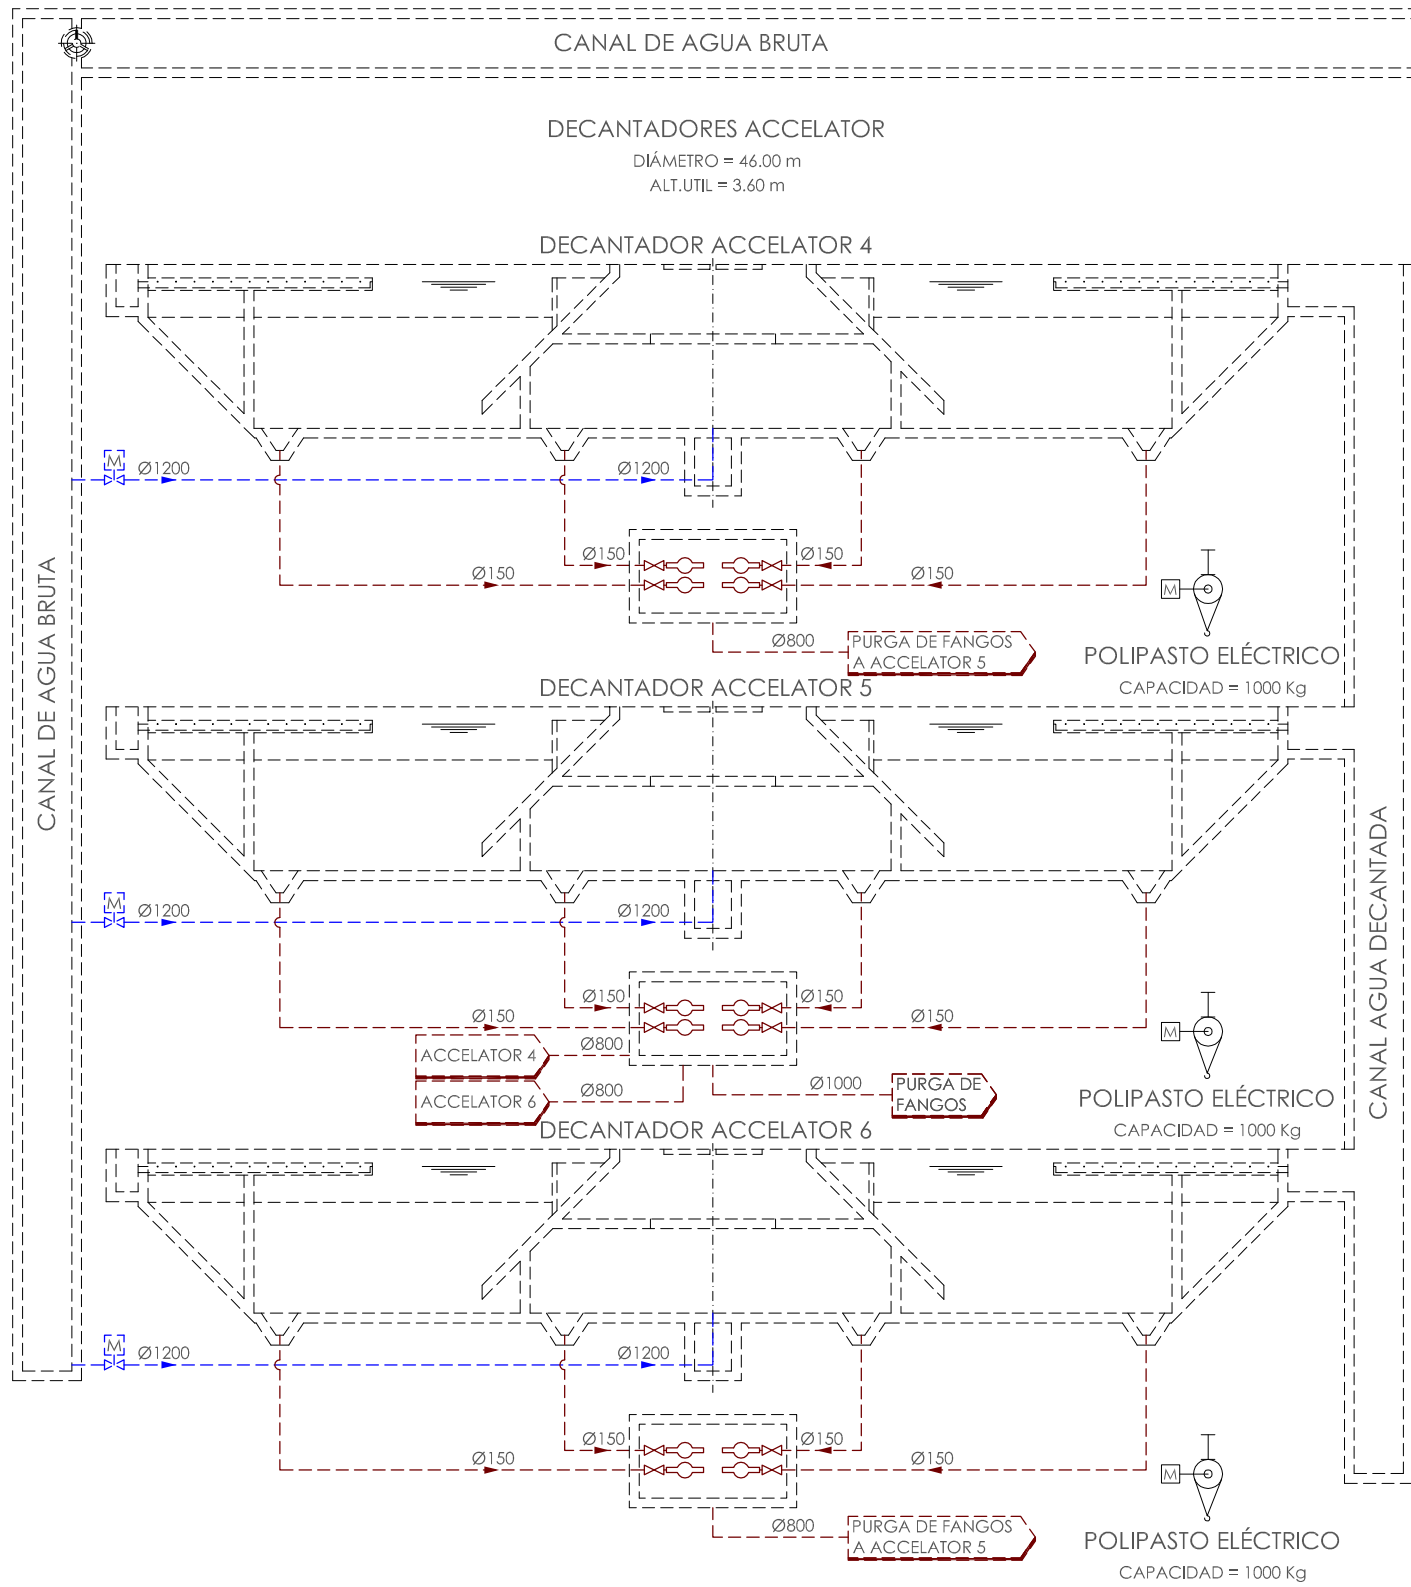 CANAL DE AGUA BRUTA
DECANTADORES ACCELATOR
DIÁMETRO = 46.00 m
ALT.UTIL = 3.60 m
DECANTADOR ACCELATOR 4
M
Ø1200
Ø1200
Ø150
Ø150
Ø150
Ø150
M
Ø800
PURGA DE FANGOS
A ACCELATOR 5
POLIPASTO ELÉCTRICO
CAPACIDAD = 1000 Kg
CANAL DE AGUA BRUTA
DECANTADOR ACCELATOR 5
M
Ø1200
Ø1200
CANAL AGUA DECANTADA
Ø150
Ø150
Ø150
Ø150
M
ACCELATOR 4
Ø800
ACCELATOR 6
Ø800
Ø1000
PURGA DE
FANGOS
POLIPASTO ELÉCTRICO
CAPACIDAD = 1000 Kg
DECANTADOR ACCELATOR 6
M
Ø1200
Ø1200
Ø150
Ø150
Ø150
Ø150
M
Ø800
PURGA DE FANGOS
A ACCELATOR 5
POLIPASTO ELÉCTRICO
CAPACIDAD = 1000 Kg